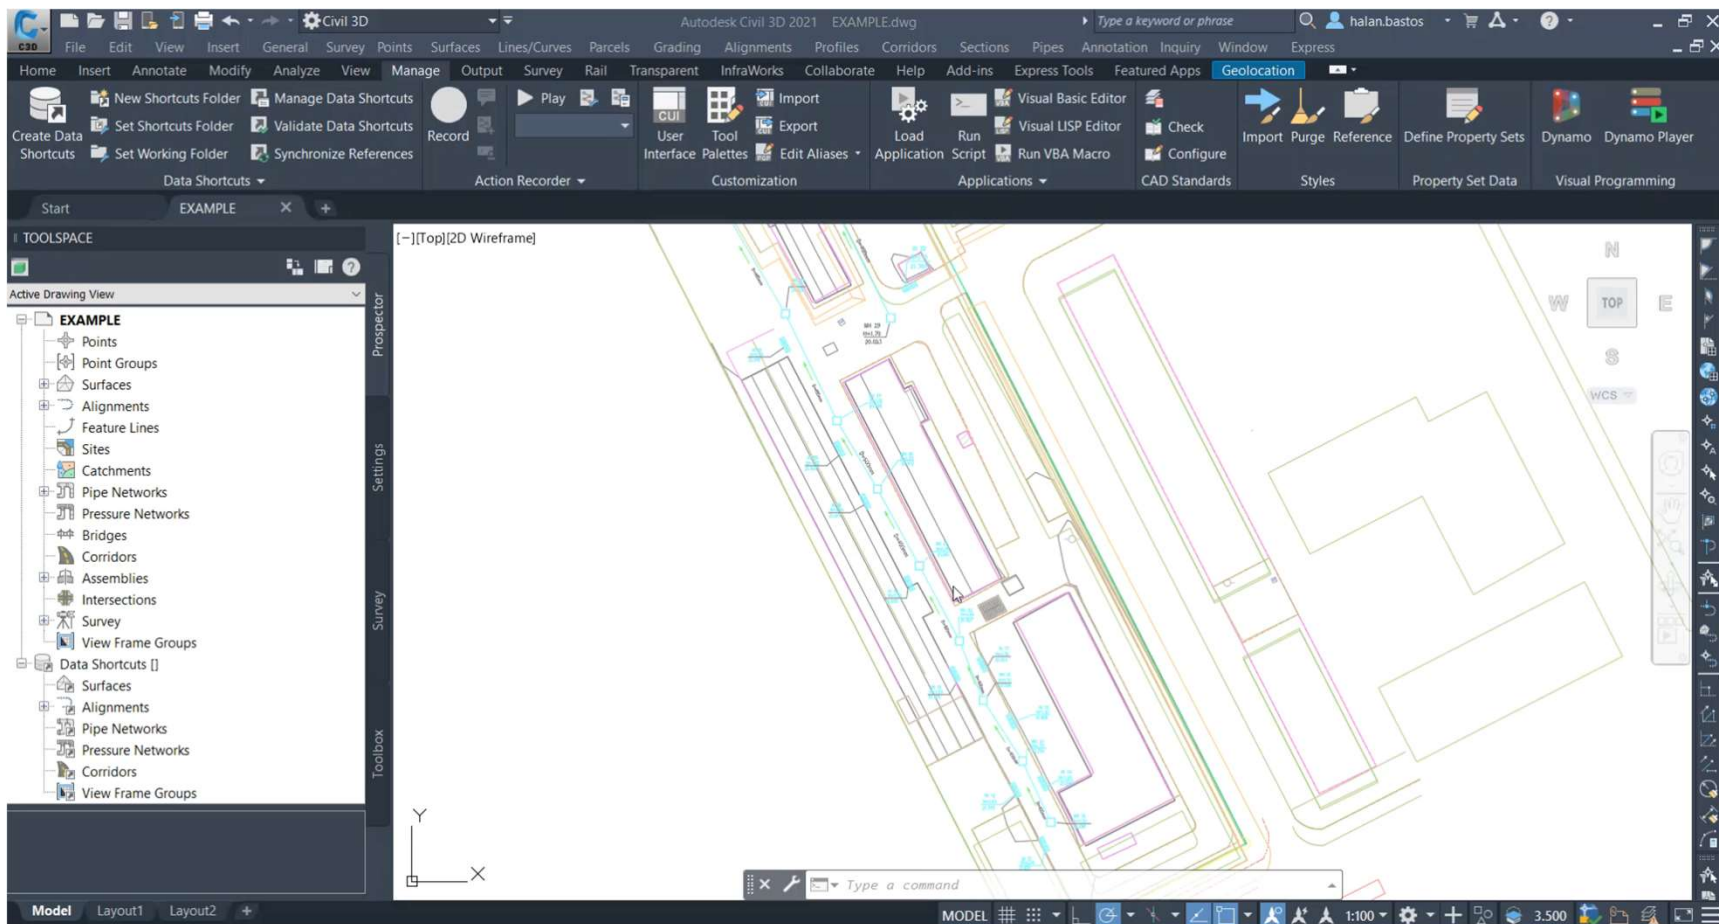 Civil 3D
Autodesk Civil 3D 2021 EXAMPLE.dwg
Type a keyword or phrase
halan.bastos
C3D
File Edit View Insert General Survey Points Surfaces Lines/Curves Parcels Grading Alignments Profiles Corridors Sections Pipes Annotation Inquiry Window Express
Home Insert Annotate Modify Analyze View Manage Output Survey Rail Transparent InfraWorks Collaborate Help Add-ins Express Tools Featured Apps Geolocation
New Shortcuts Folder Manage Data Shortcuts Play Import Visual Basic Editor
Set Shortcuts Folder Validate Data Shortcuts CUI Export Visual LISP Editor Check
Create Data Shortcuts
Set Working Folder Synchronize References
Record
User Interface
Tool Palettes
Edit Aliases
Load Application
Run Script
Run VBA Macro
Configure
Import Purge Reference Define Property Sets Dynamo Dynamo Player
Data Shortcuts Action Recorder Customization Applications CAD Standards Styles Property Set Data Visual Programming
Start EXAMPLE
TOOLSPACE
[−][Top][2D Wireframe]
Active Drawing View
EXAMPLE
Points
Point Groups
Surfaces
Alignments
Feature Lines
Sites
Catchments
Pipe Networks
Pressure Networks
Bridges
Corridors
Assemblies
Intersections
Survey
View Frame Groups
Data Shortcuts []
Surfaces
Alignments
Pipe Networks
Pressure Networks
Corridors
View Frame Groups
Prospector
Settings
Survey
Toolbox
N
W TOP E
S
WCS
Y
X
Type a command
Model Layout1 Layout2 +
MODEL 1:100 3.500